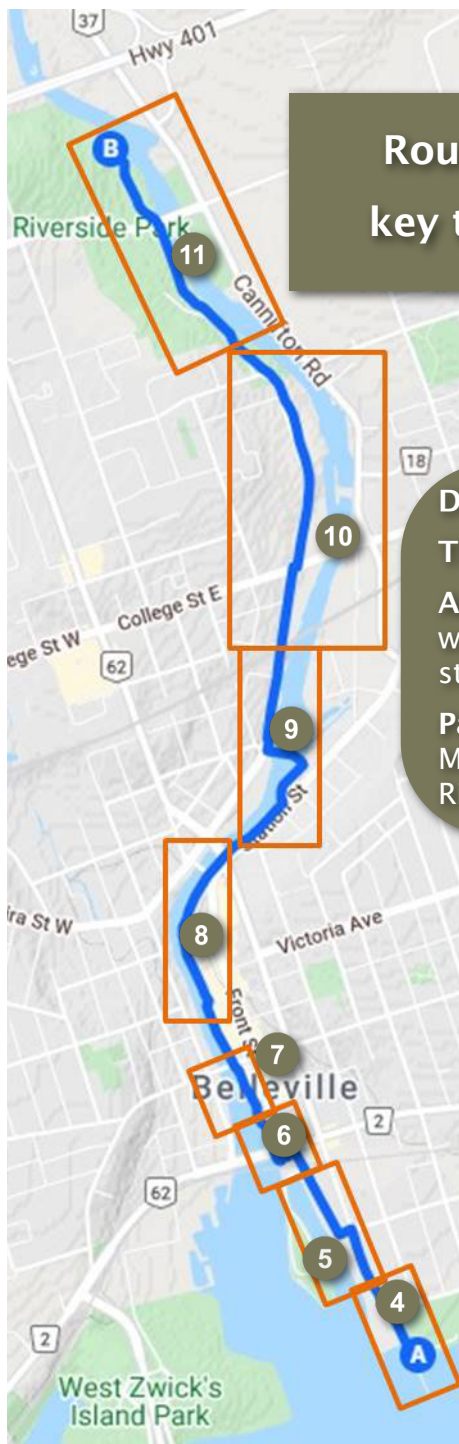 37
Hwy 401
B
Rou
key t
Riverside Park
11
Cannifton Rd
18
D
T
10
A
College St E
w
ege St W
st
62
Pa
9
M
R
Station St
ira St W
8
Victoria Ave
Front S
7
Belleville
2
6
62
5
4
2
A
West Zwick's
Island Park